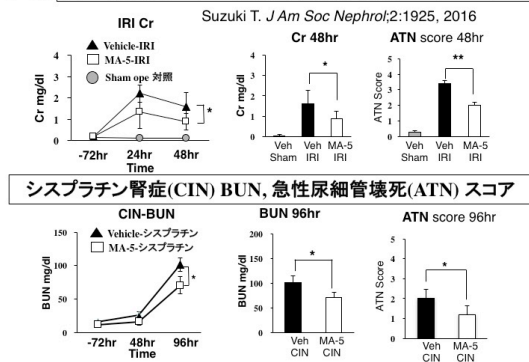 Suzuki T. J Am Soc Nephrol;2:1925, 2016
IRI Cr
Vehicle-IRI
MA-5-IRI
Sham ope 対照
Cr mg/dl
4
3
2
1
0
*
-72hr 24hr 48hr
Time
Cr 48hr
Cr mg/dl
4
3
2
1
0
*
Veh Veh MA-5
Sham IRI IRI
ATN score 48hr
ATN Score
4
3
2
1
0
**
Veh Veh MA-5
Sham IRI IRI
シスプラチン腎症(CIN) BUN, 急性尿細管壊死(ATN) スコア
CIN-BUN
Vehicle-シスプラチン
MA-5-シスプラチン
BUN mg/dl
150
100
50
0
*
-72hr 48hr 96hr
Time
BUN 96hr
BUN mg/dl
200
150
100
50
0
*
Veh MA-5
CIN CIN
ATN score 96hr
ATN Score
5
4
3
2
1
0
*
Veh MA-5
CIN CIN